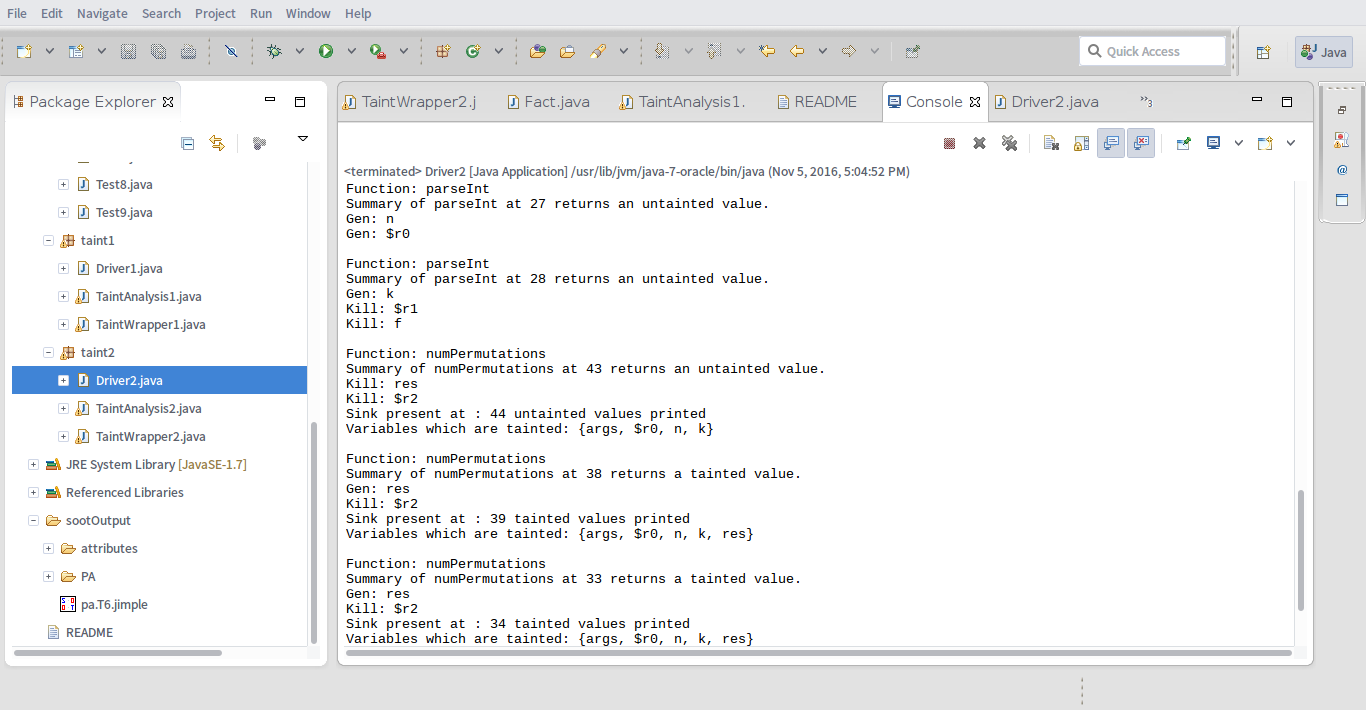 File Edit Navigate Search Project Run Window Help
Quick Access
Java
Package Explorer
TaintWrapper2.j
Fact.java
TaintAnalysis1.
README
Console
Driver2.java
»3
<terminated> Driver2 [Java Application] /usr/lib/jvm/java-7-oracle/bin/java (Nov 5, 2016, 5:04:52 PM)
Test8.java
Test9.java
taint1
Driver1.java
TaintAnalysis1.java
TaintWrapper1.java
taint2
Driver2.java
TaintAnalysis2.java
TaintWrapper2.java
JRE System Library [JavaSE-1.7]
Referenced Libraries
sootOutput
attributes
PA
pa.T6.jimple
README
Function: parseInt
Summary of parseInt at 27 returns an untainted value.
Gen: n
Gen: $r0
Function: parseInt
Summary of parseInt at 28 returns an untainted value.
Gen: k
Kill: $r1
Kill: f
Function: numPermutations
Summary of numPermutations at 43 returns an untainted value.
Kill: res
Kill: $r2
Sink present at : 44 untainted values printed
Variables which are tainted: {args, $r0, n, k}
Function: numPermutations
Summary of numPermutations at 38 returns a tainted value.
Gen: res
Kill: $r2
Sink present at : 39 tainted values printed
Variables which are tainted: {args, $r0, n, k, res}
Function: numPermutations
Summary of numPermutations at 33 returns a tainted value.
Gen: res
Kill: $r2
Sink present at : 34 tainted values printed
Variables which are tainted: {args, $r0, n, k, res}